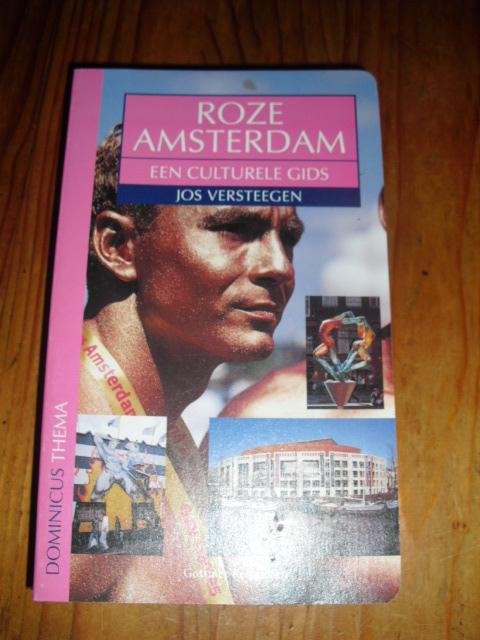 ROZE
AMSTERDAM
EEN CULTURELE GIDS
JOS VERSTEEGEN
Amsterdam
DOMINICUS THEMA